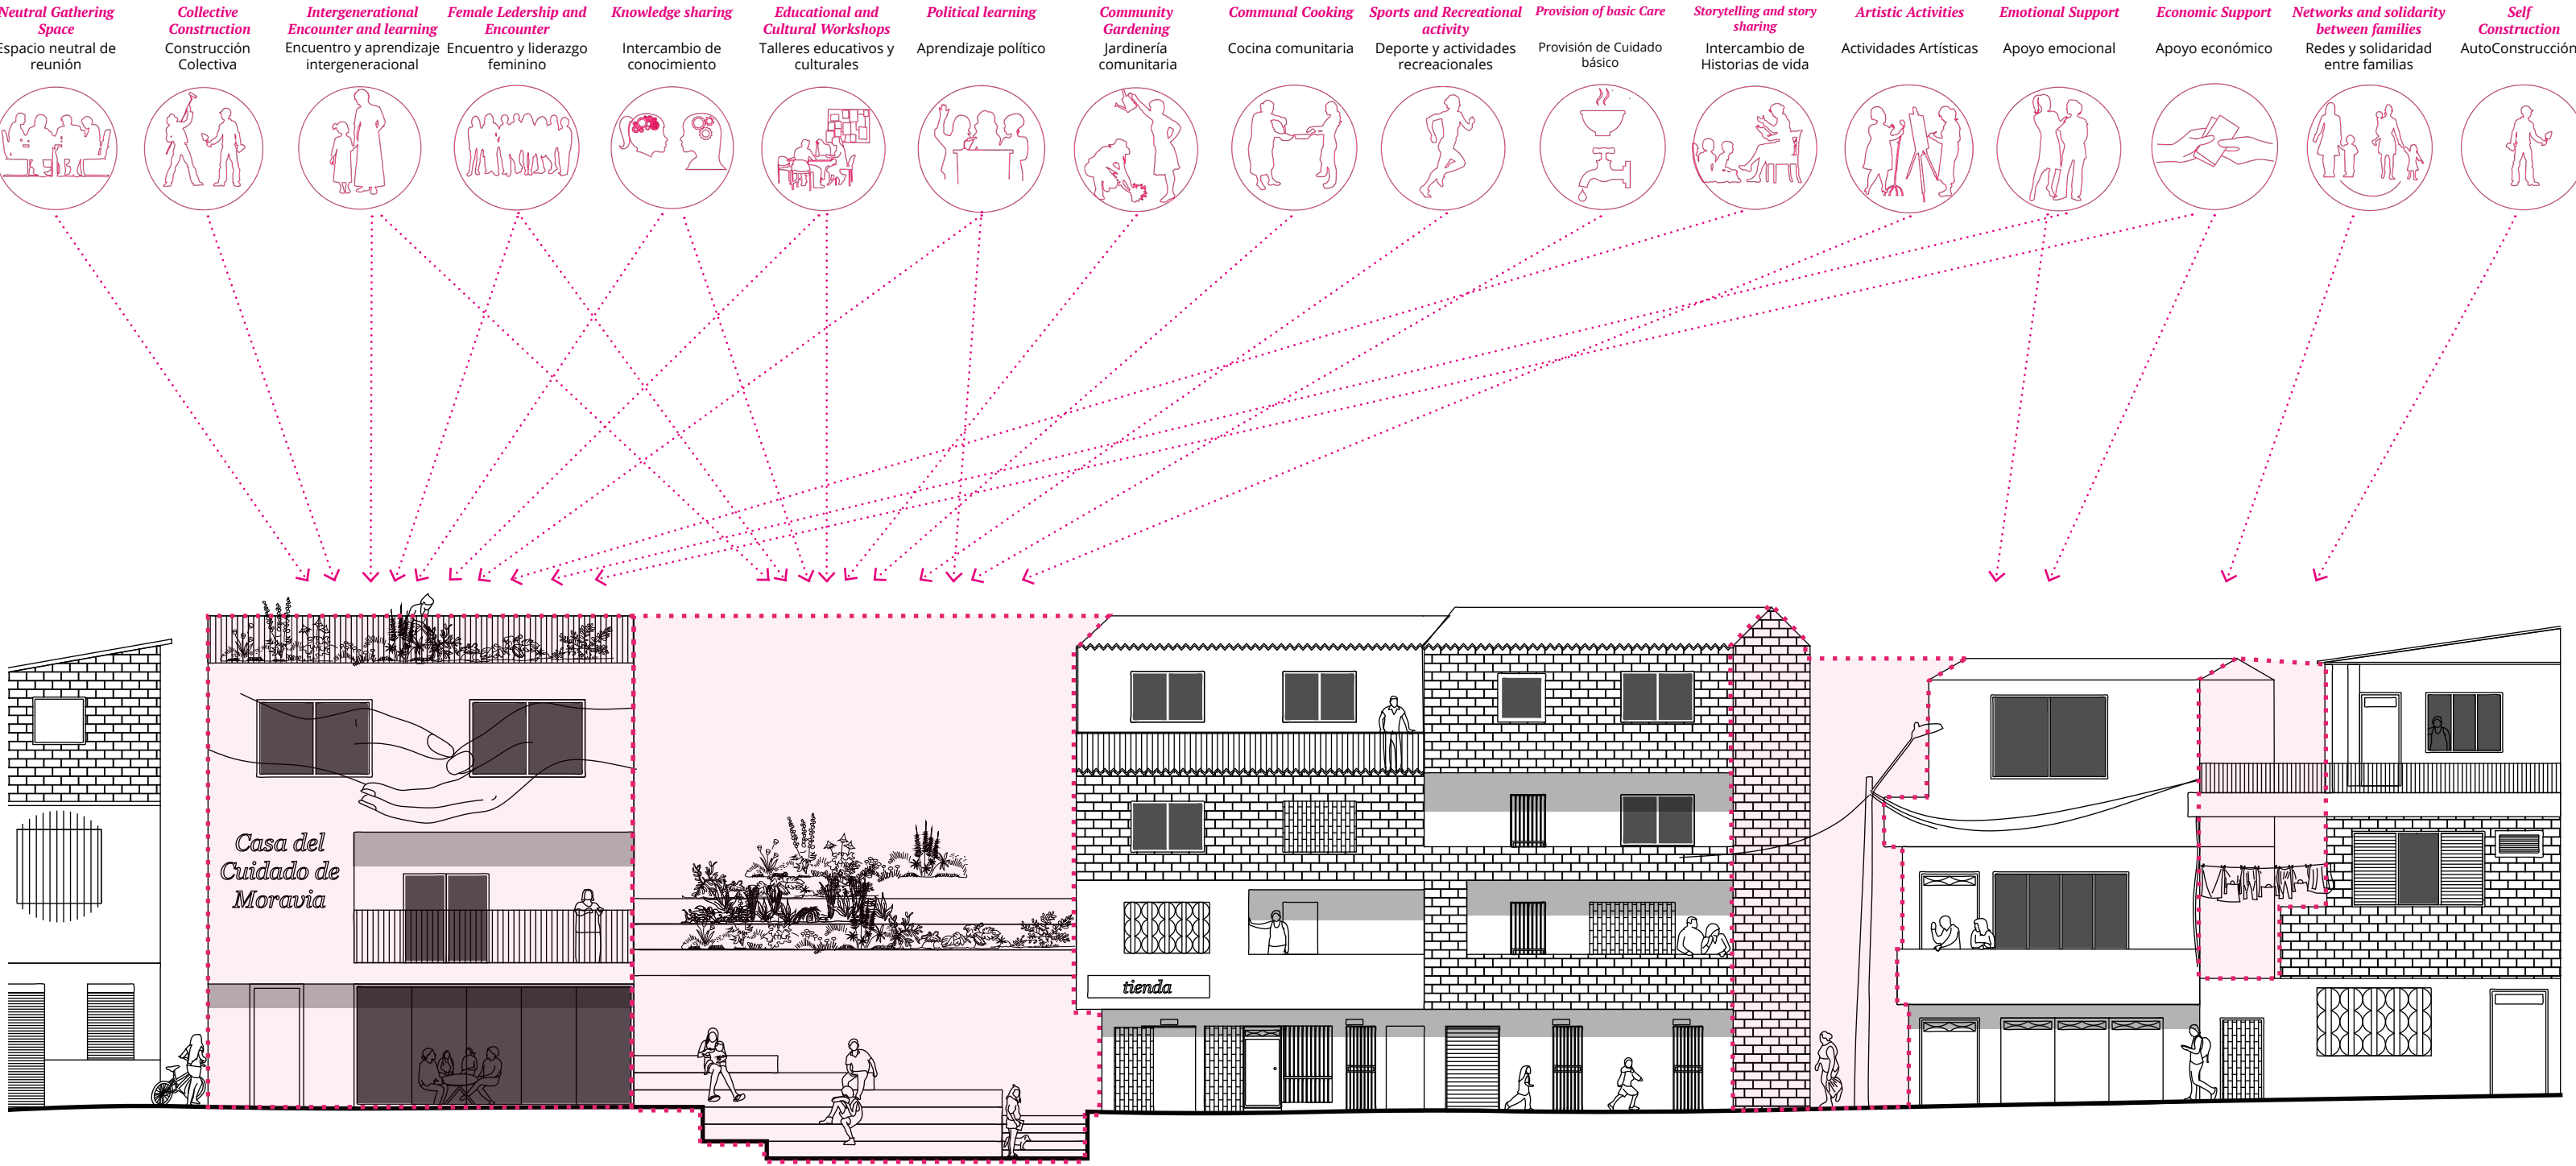 Neutral Gathering
Space
Espacio neutral de
reunión
Collective
Construction
Construcción
Colectiva
Intergenerational
Encounter and learning
Encuentro y aprendizaje
intergeneracional
Female Ledership and
Encounter
Encuentro y liderazgo
feminino
Knowledge sharing
Intercambio de
conocimiento
Educational and
Cultural Workshops
Talleres educativos y
culturales
Political learning
Aprendizaje político
Community
Gardening
Jardinería
comunitaria
Communal Cooking
Cocina comunitaria
Sports and Recreational
activity
Deporte y actividades
recreacionales
Provision of basic Care
Provisión de Cuidado
básico
Storytelling and story
sharing
Intercambio de
Historias de vida
Artistic Activities
Actividades Artísticas
Emotional Support
Apoyo emocional
Economic Support
Apoyo económico
Networks and solidarity
between families
Redes y solidaridad
entre familias
Self
Construction
AutoConstrucción
Casa del
Cuidado de
Moravia
tienda